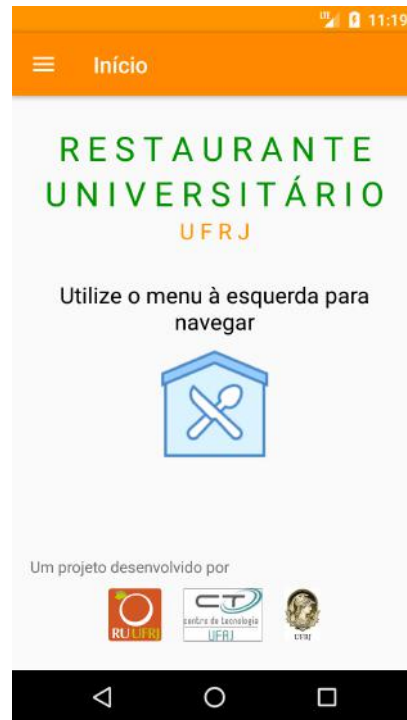 LTE 11:19
Início
RESTAURANTE
UNIVERSITÁRIO
UFRJ
Utilize o menu à esquerda para
navegar
Um projeto desenvolvido por
RU UFRJ
CT
centro de tecnologia
UFRJ
UFRJ